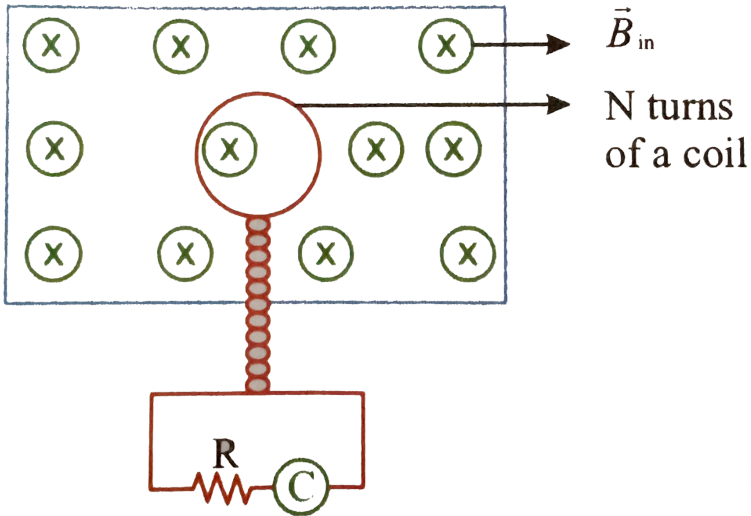 X X X X B⃗ in
N turns
X X X X of a coil
X X X X
R
C